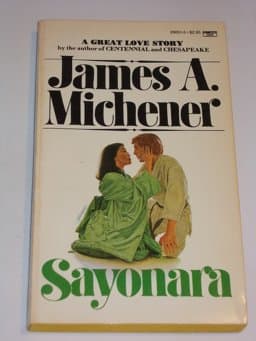 A GREAT LOVE STORY
by the author of CENTENNIAL and CHESAPEAKE
James A.
Michener
Sayonara